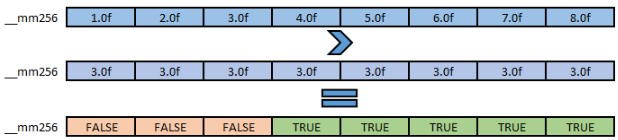 __mm256 1.0f 2.0f 3.0f 4.0f 5.0f 6.0f 7.0f 8.0f
__mm256 3.0f 3.0f 3.0f 3.0f 3.0f 3.0f 3.0f 3.0f
__mm256 FALSE FALSE FALSE TRUE TRUE TRUE TRUE TRUE